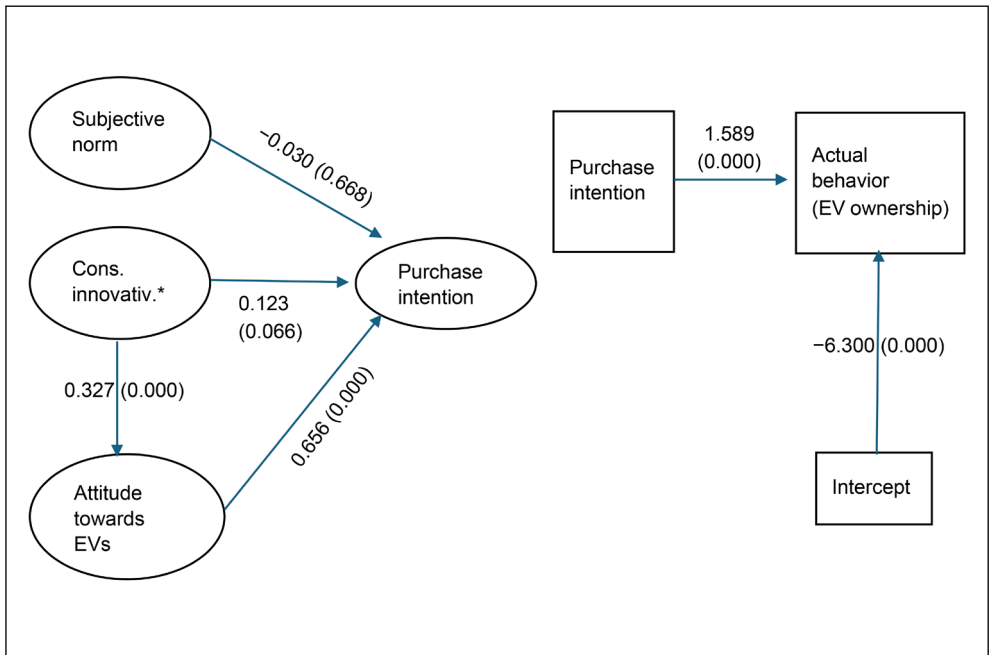 Subjective
norm
−0.030 (0.668)
Cons.
innovativ.*
0.123
(0.066)
Purchase
intention
0.327 (0.000)
0.656 (0.000)
Attitude
towards
EVs
Purchase
intention
1.589
(0.000)
Actual
behavior
(EV ownership)
−6.300 (0.000)
Intercept